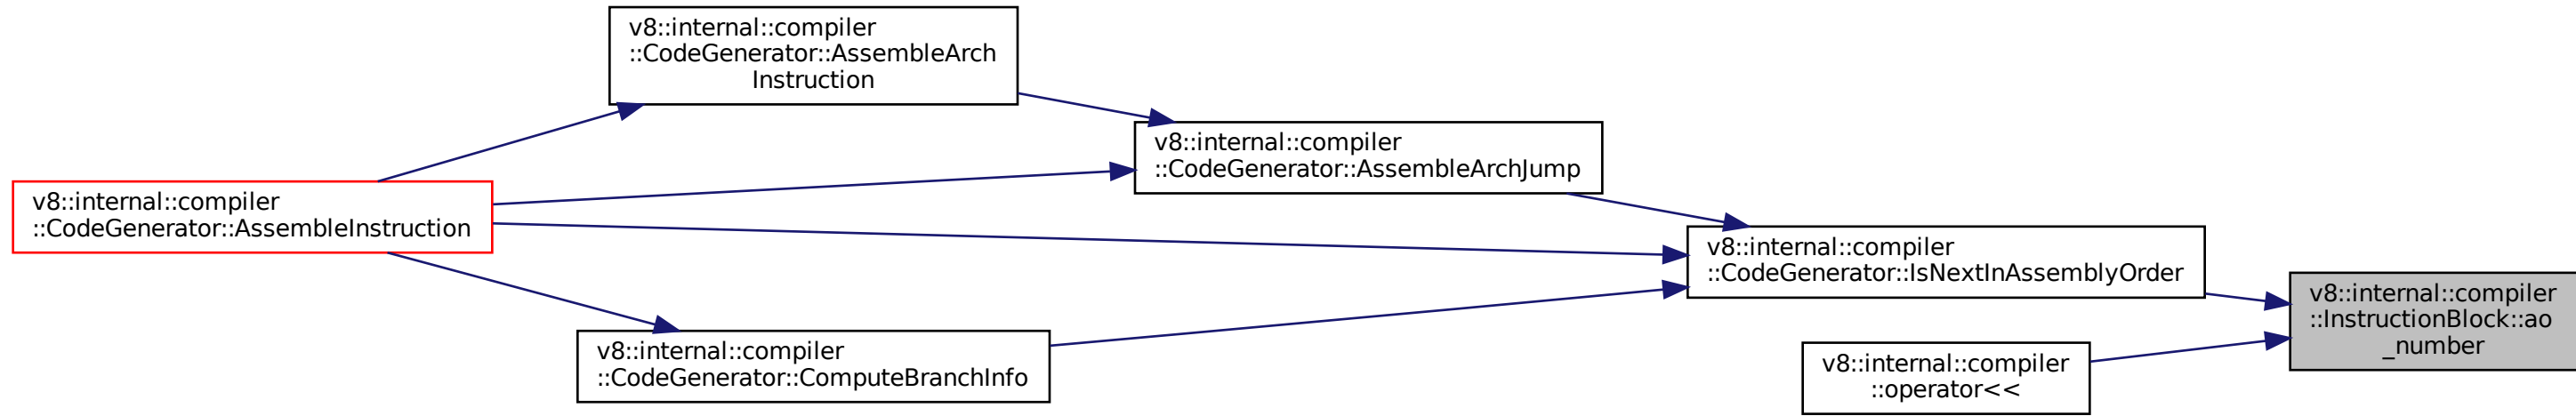 v8::internal::compiler
::CodeGenerator::AssembleArch
Instruction
v8::internal::compiler
::CodeGenerator::AssembleArchJump
v8::internal::compiler
::CodeGenerator::AssembleInstruction
v8::internal::compiler
::CodeGenerator::IsNextInAssemblyOrder
v8::internal::compiler
::InstructionBlock::ao
_number
v8::internal::compiler
::CodeGenerator::ComputeBranchInfo
v8::internal::compiler
::operator<<